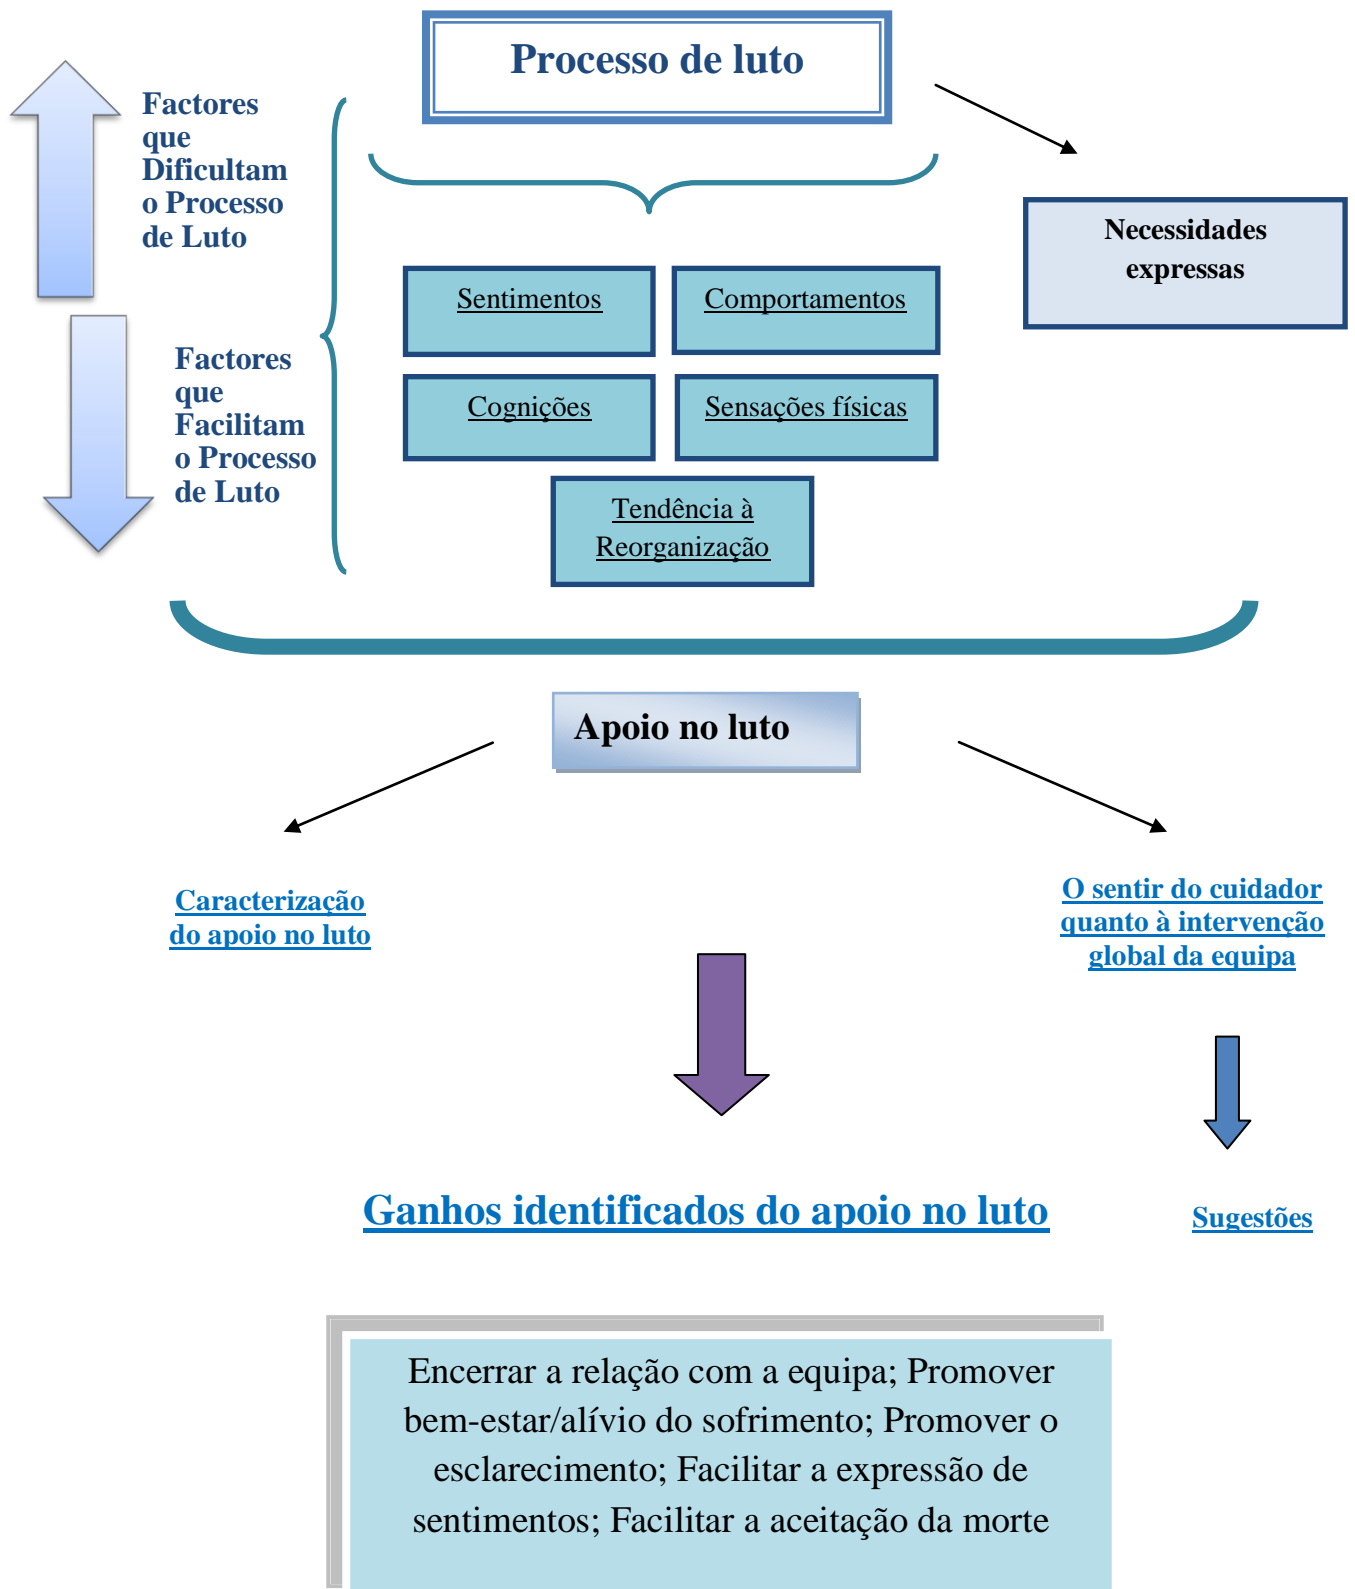 Processo de luto
Factores
que
Dificultam
o Processo
de Luto
Necessidades
expressas
Sentimentos
Comportamentos
Factores
que
Facilitam
o Processo
de Luto
Cognições
Sensações físicas
Tendência à
Reorganização
Apoio no luto
Caracterização
do apoio no luto
O sentir do cuidador
quanto à intervenção
global da equipa
Ganhos identificados do apoio no luto
Sugestões
Encerrar a relação com a equipa; Promover
bem-estar/alívio do sofrimento; Promover o
esclarecimento; Facilitar a expressão de
sentimentos; Facilitar a aceitação da morte